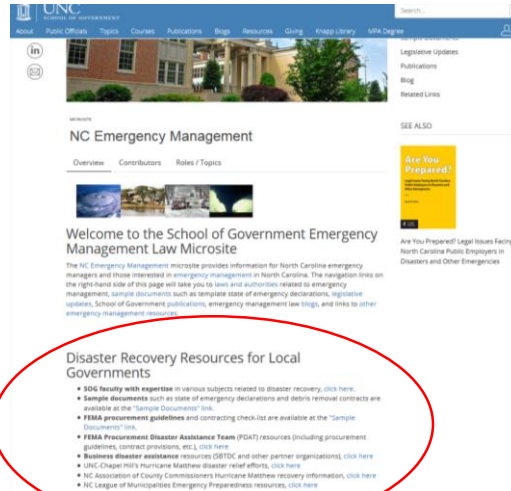 UNC
SCHOOL OF GOVERNMENT
Search...
About Public Officials Topics Courses Publications Blogs Resources Giving Knapp Library MPA Degree
Sample Documents
Legislative Updates
Publications
Blog
Related Links
MICROSITE
NC Emergency Management
SEE ALSO
Overview Contributors Roles / Topics
Are You
Prepared?
Are You Prepared? Legal Issues Facing
North Carolina Public Employers in
Disasters and Other Emergencies
Welcome to the School of Government Emergency
Management Law Microsite
The NC Emergency Management microsite provides information for North Carolina emergency
managers and those interested in emergency management in North Carolina. The navigation links on
the right-hand side of this page will take you to laws and authorities related to emergency
management, sample documents such as template state of emergency declarations, legislative
updates, School of Government publications, emergency management law blogs, and links to other
emergency management resources.
Disaster Recovery Resources for Local
Governments
• SOG faculty with expertise in various subjects related to disaster recovery, click here.
• Sample documents such as state of emergency declarations and debris removal contracts are
available at the "Sample Documents" link.
• FEMA procurement guidelines and contracting check-list are available at the "Sample
Documents" link.
• FEMA Procurement Disaster Assistance Team (PDAT) resources (including procurement
guidelines, contract provisions, etc.), click here
• Business disaster assistance resources (SBTDC and other partner organizations), click here
• UNC-Chapel Hill's Hurricane Matthew disaster relief efforts, click here
• NC Association of County Commissioners Hurricane Matthew recovery information, click here
• NC League of Municipalities Emergency Preparedness resources, click here